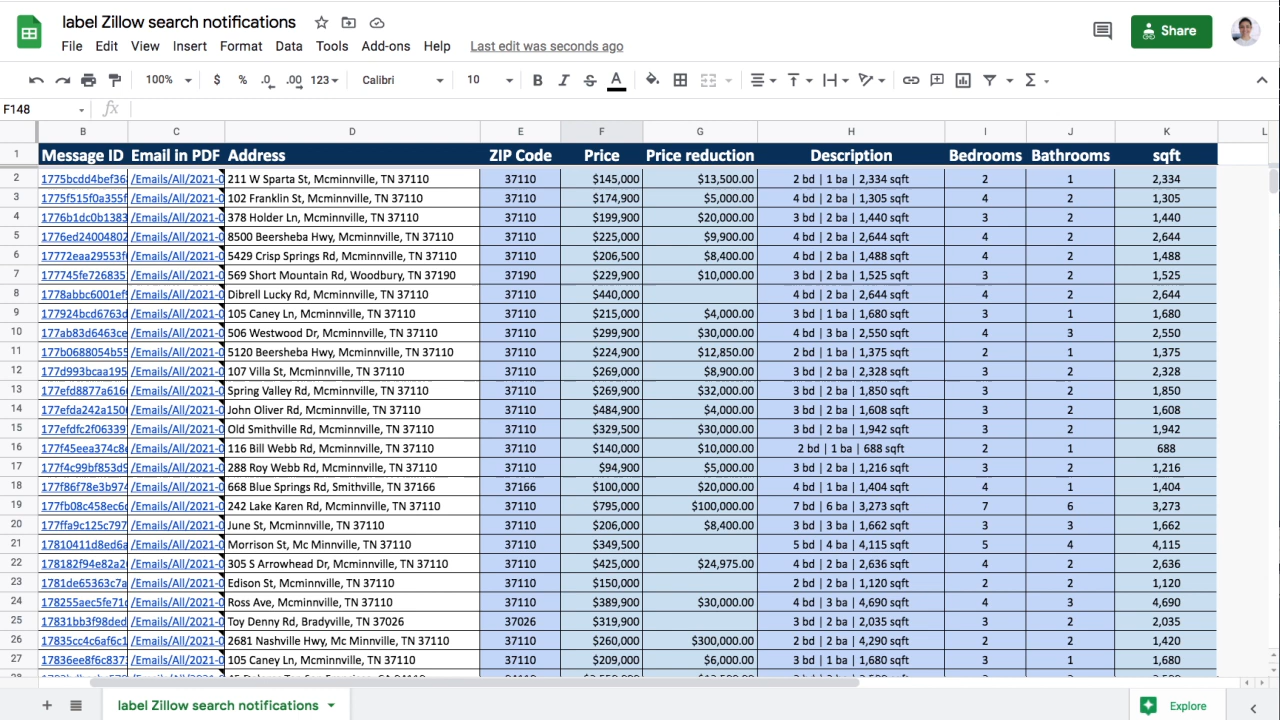 label Zillow search notifications
File Edit View Insert Format Data Tools Add-ons Help Last edit was seconds ago
Share
100% $ % .0 .00 123 Calibri 10 B I S A
F148 fx
B C D E F G H I J K L
1 Message ID Email in PDF Address ZIP Code Price Price reduction Description Bedrooms Bathrooms sqft
2 1775bcdd4bef36 /Emails/All/2021-0 211 W Sparta St, Mcminnville, TN 37110 37110 $145,000 $13,500.00 2 bd | 1 ba | 2,334 sqft 2 1 2,334
3 1775f515f0a355f /Emails/All/2021-0 102 Franklin St, Mcminnville, TN 37110 37110 $174,900 $5,000.00 4 bd | 2 ba | 1,305 sqft 4 2 1,305
4 1776b1dc0b1383 /Emails/All/2021-0 378 Holder Ln, Mcminnville, TN 37110 37110 $199,900 $20,000.00 3 bd | 2 ba | 1,440 sqft 3 2 1,440
5 1776ed24004802 /Emails/All/2021-0 8500 Beersheba Hwy, Mcminnville, TN 37110 37110 $225,000 $9,900.00 4 bd | 2 ba | 2,644 sqft 4 2 2,644
6 17772eaa29553f /Emails/All/2021-0 5429 Crisp Springs Rd, Mcminnville, TN 37110 37110 $206,500 $8,400.00 4 bd | 2 ba | 1,488 sqft 4 2 1,488
7 177745fe726835 /Emails/All/2021-0 569 Short Mountain Rd, Woodbury, TN 37190 37190 $229,900 $10,000.00 3 bd | 2 ba | 1,525 sqft 3 2 1,525
8 1778abbc6001ef /Emails/All/2021-0 Dibrell Lucky Rd, Mcminnville, TN 37110 37110 $440,000 4 bd | 2 ba | 2,644 sqft 4 2 2,644
9 177924bcd6763d /Emails/All/2021-0 105 Caney Ln, Mcminnville, TN 37110 37110 $215,000 $4,000.00 3 bd | 1 ba | 1,680 sqft 3 1 1,680
10 177ab83d6463ce /Emails/All/2021-0 506 Westwood Dr, Mcminnville, TN 37110 37110 $299,900 $30,000.00 4 bd | 3 ba | 2,550 sqft 4 3 2,550
11 177b0688054b55 /Emails/All/2021-0 5120 Beersheba Hwy, Mcminnville, TN 37110 37110 $224,900 $12,850.00 2 bd | 1 ba | 1,375 sqft 2 1 1,375
12 177d993bcaa195 /Emails/All/2021-0 107 Villa St, Mcminnville, TN 37110 37110 $269,000 $8,900.00 3 bd | 2 ba | 2,328 sqft 3 2 2,328
13 177efd8877a616 /Emails/All/2021-0 Spring Valley Rd, Mcminnville, TN 37110 37110 $269,900 $32,000.00 3 bd | 2 ba | 1,850 sqft 3 2 1,850
14 177efda242a150 /Emails/All/2021-0 John Oliver Rd, Mcminnville, TN 37110 37110 $484,900 $4,000.00 3 bd | 2 ba | 1,608 sqft 3 2 1,608
15 177efdfc2f06339 /Emails/All/2021-0 Old Smithville Rd, Mcminnville, TN 37110 37110 $329,500 $30,000.00 3 bd | 2 ba | 1,942 sqft 3 2 1,942
16 177f45eea374c8 /Emails/All/2021-0 116 Bill Webb Rd, Mcminnville, TN 37110 37110 $140,000 $10,000.00 2 bd | 1 ba | 688 sqft 2 1 688
17 177f4c99bf853d9 /Emails/All/2021-0 288 Roy Webb Rd, Mcminnville, TN 37110 37110 $94,900 $5,000.00 3 bd | 2 ba | 1,216 sqft 3 2 1,216
18 177f86f78e3b974 /Emails/All/2021-0 668 Blue Springs Rd, Smithville, TN 37166 37166 $100,000 $20,000.00 4 bd | 1 ba | 1,404 sqft 4 1 1,404
19 177fb08c458ec6 /Emails/All/2021-0 242 Lake Karen Rd, Mcminnville, TN 37110 37110 $795,000 $100,000.00 7 bd | 6 ba | 3,273 sqft 7 6 3,273
20 177ffa9c125c797 /Emails/All/2021-0 June St, Mcminnville, TN 37110 37110 $206,000 $8,400.00 3 bd | 3 ba | 1,662 sqft 3 3 1,662
21 17810411d8ed6a /Emails/All/2021-0 Morrison St, Mc Minnville, TN 37110 37110 $349,500 5 bd | 4 ba | 4,115 sqft 5 4 4,115
22 178182f94e82a2 /Emails/All/2021-0 305 S Arrowhead Dr, Mcminnville, TN 37110 37110 $425,000 $24,975.00 4 bd | 2 ba | 2,636 sqft 4 2 2,636
23 1781de65363c7a /Emails/All/2021-0 Edison St, Mcminnville, TN 37110 37110 $150,000 2 bd | 2 ba | 1,120 sqft 2 2 1,120
24 178255aec5fe71 /Emails/All/2021-0 Ross Ave, Mcminnville, TN 37110 37110 $389,900 $30,000.00 4 bd | 3 ba | 4,690 sqft 4 3 4,690
25 17831bb3f98ded /Emails/All/2021-0 Toy Denny Rd, Bradyville, TN 37026 37026 $319,900 3 bd | 2 ba | 2,035 sqft 3 2 2,035
26 17835cc4c6af6c1 /Emails/All/2021-0 2681 Nashville Hwy, Mc Minnville, TN 37110 37110 $260,000 $300,000.00 2 bd | 2 ba | 4,290 sqft 2 2 1,420
27 17836ee8f6c837 /Emails/All/2021-0 105 Caney Ln, Mcminnville, TN 37110 37110 $209,000 $6,000.00 3 bd | 1 ba | 1,680 sqft 3 1 1,680
label Zillow search notifications Explore